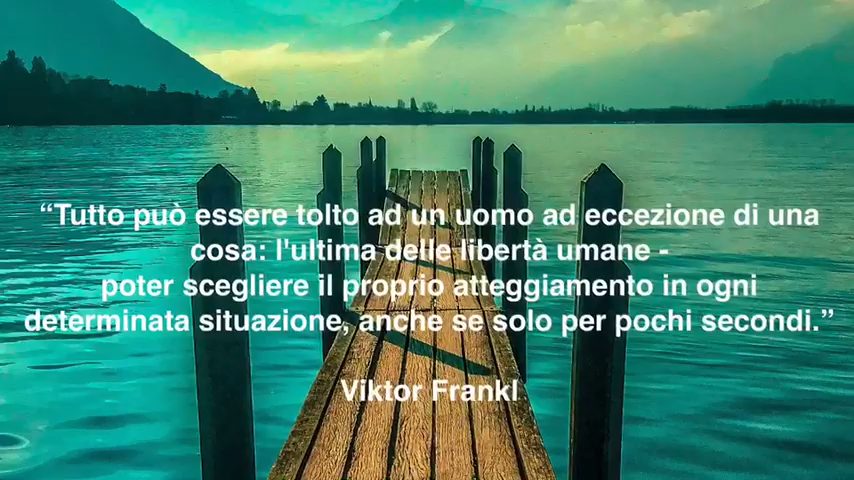 “Tutto può essere tolto ad un uomo ad eccezione di una
cosa: l'ultima delle libertà umane -
poter scegliere il proprio atteggiamento in ogni
determinata situazione, anche se solo per pochi secondi.”
Viktor Frankl